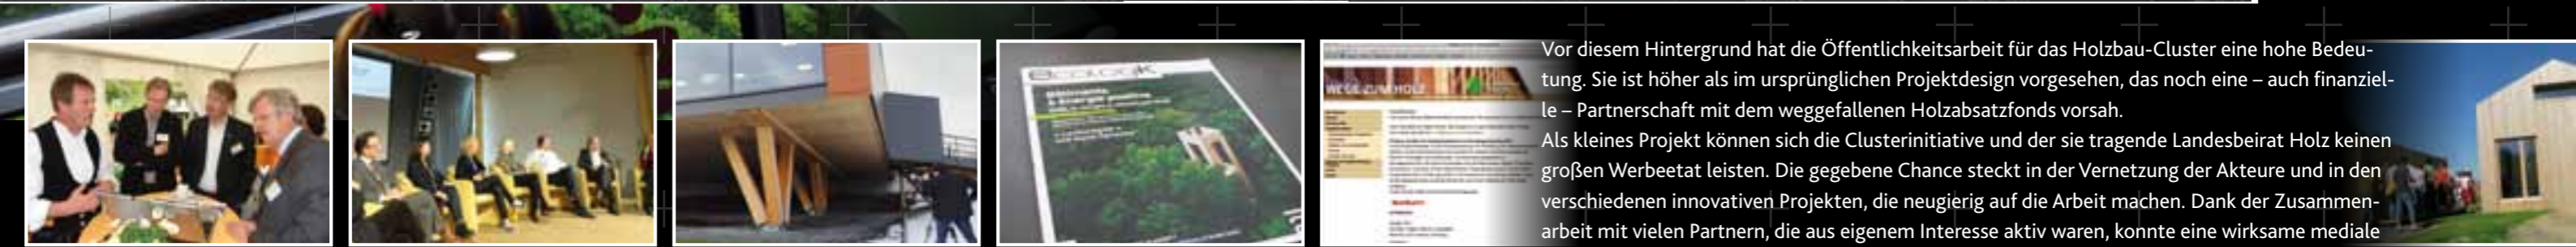 WEGE ZUM HOLZ
Vor diesem Hintergrund hat die Öffentlichkeitsarbeit für das Holzbau-Cluster eine hohe Bedeu-
tung. Sie ist höher als im ursprünglichen Projektdesign vorgesehen, das noch eine – auch finanziel-
le – Partnerschaft mit dem weggefallenen Holzabsatzfonds vorsah.
Als kleines Projekt können sich die Clusterinitiative und der sie tragende Landesbeirat Holz keinen
großen Werbeetat leisten. Die gegebene Chance steckt in der Vernetzung der Akteure und in den
verschiedenen innovativen Projekten, die neugierig auf die Arbeit machen. Dank der Zusammen-
arbeit mit vielen Partnern, die aus eigenem Interesse aktiv waren, konnte eine wirksame mediale